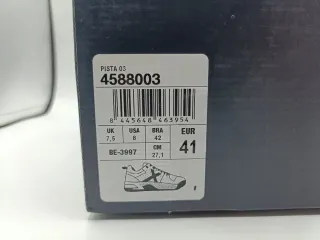 PISTA 03
4588003
8 445648 463954
UK USA BRA EUR
7,5 8 42 41
BE-3997 CM
27,1